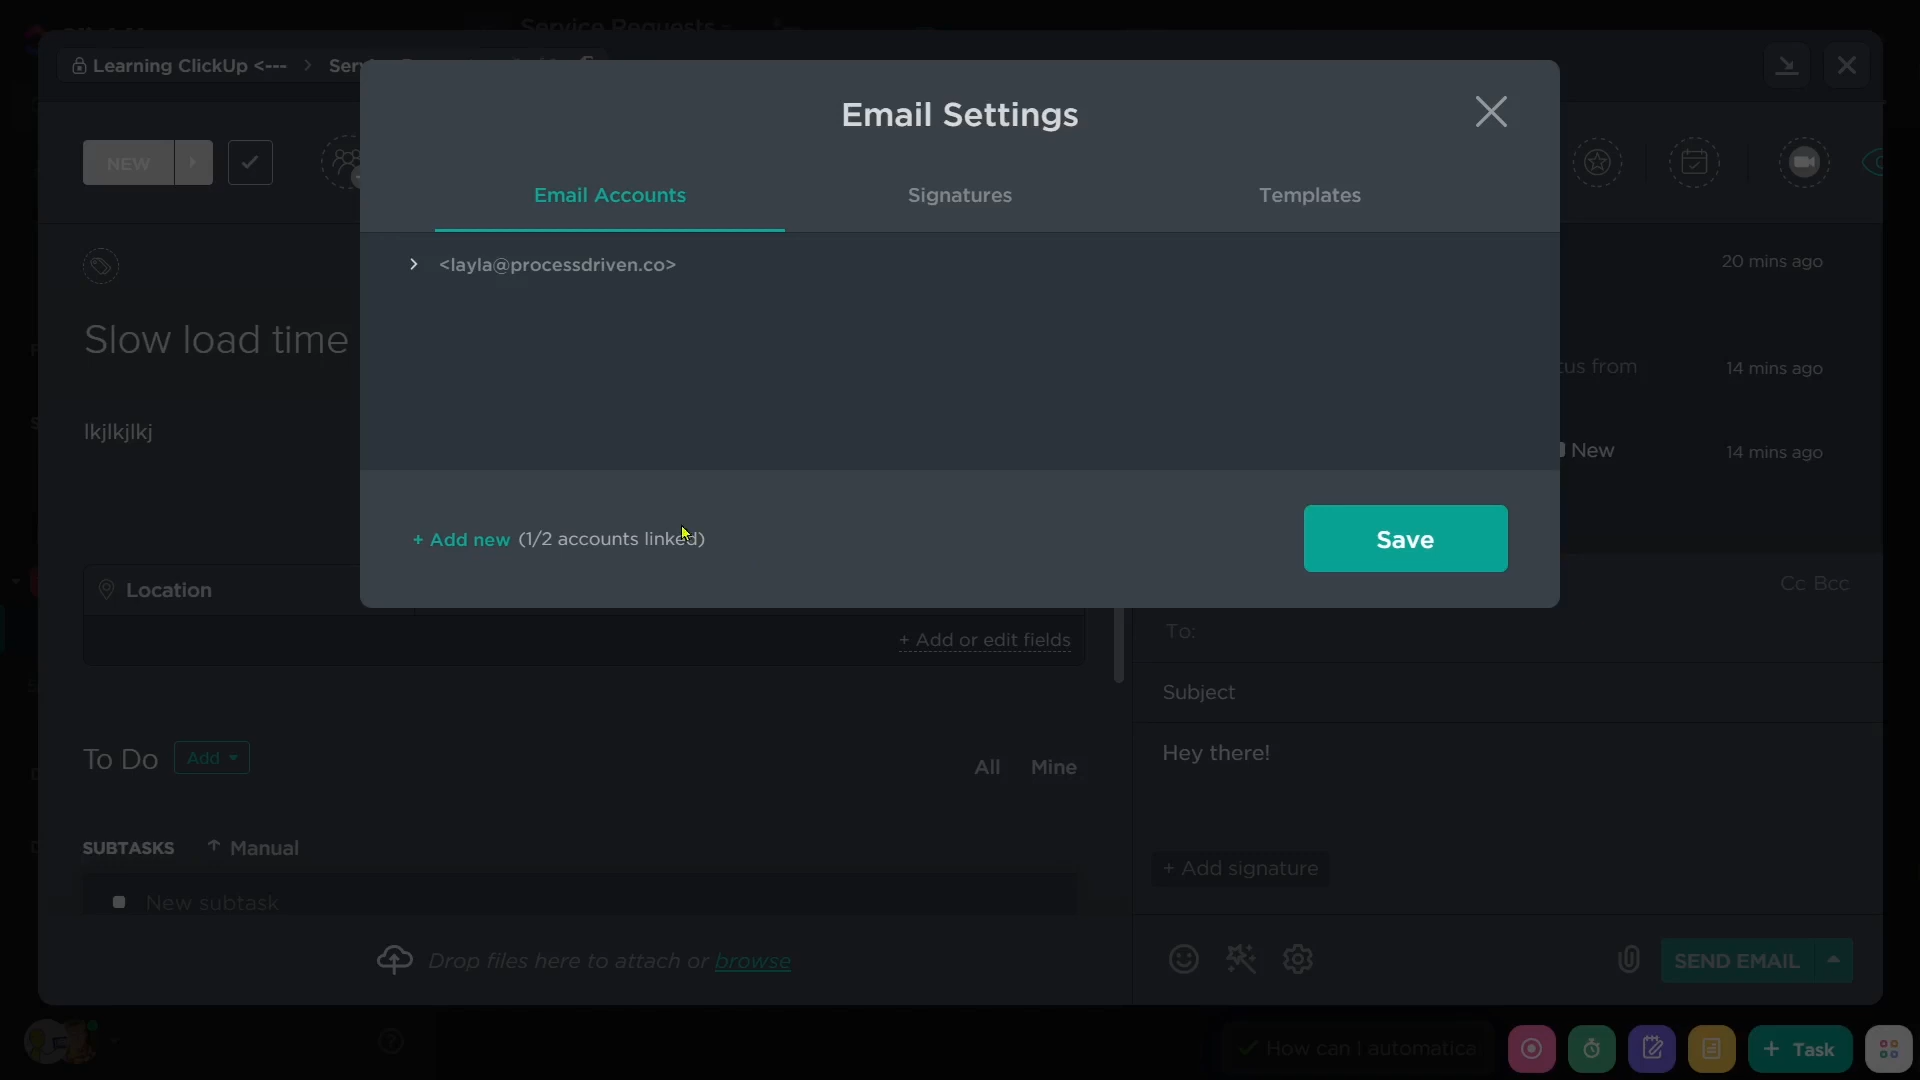 Service Requests
Learning ClickUp <--- >
Email Settings
NEW
Email Accounts
Signatures
Templates
<layla@processdriven.co>
20 mins ago
Slow load time
tus from
14 mins ago
lkjlkjlkj
New
14 mins ago
+ Add new (1/2 accounts linked)
Save
Location
Cc Bcc
+ Add or edit fields
To:
Subject
To Do
Add
All
Mine
Hey there!
SUBTASKS
Manual
+ Add signature
New subtask
Drop files here to attach or browse
SEND EMAIL
How can I automatica
+ Task